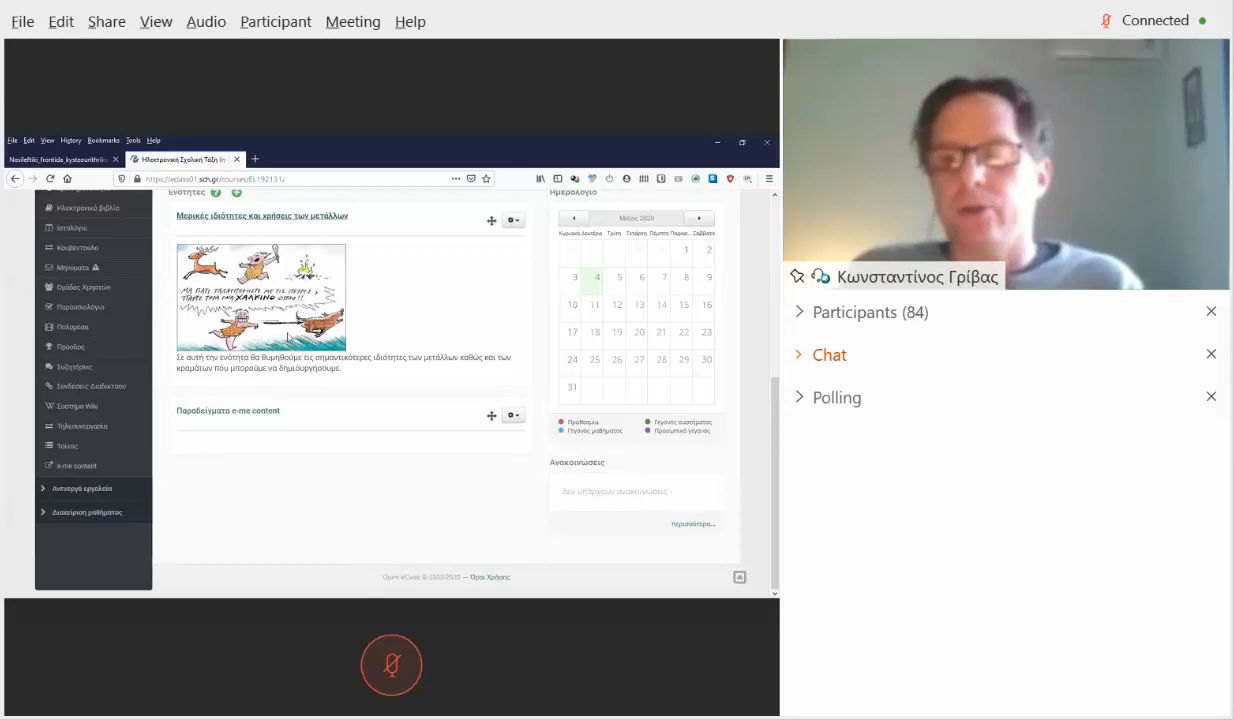 File Edit Share View Audio Participant Meeting Help
Connected
File Edit View History Bookmarks Tools Help
Nosileftiki_frontida_kysteourithriki
Ηλεκτρονική Σχολική Τάξη (η-
https://eclass01.sch.gr/courses/EL192131/
Ενότητες
Ηλεκτρονικό βιβλίο
Ιστολόγιο
Κουβεντούλα
Μηνύματα
Ομάδες Χρηστών
Παρουσιολόγιο
Πολυμέσα
Πρόοδος
Συζητήσεις
Συνδέσεις Διαδικτύου
Σύστημα Wiki
Τηλεσυνεργασία
Τοίχος
e-me content
Ανενεργά εργαλεία
Διαχείριση μαθήματος
Μερικές ιδιότητες και χρήσεις των μετάλλων
ΧΑΛΚΙΝΟ
Σε αυτή την ενότητα θα θυμηθούμε τις σημαντικότερες ιδιότητες των μετάλλων καθώς και των
κραμάτων που μπορούμε να δημιουργήσουμε.
Παραδείγματα e-me content
Ημερολόγιο
Μαΐος 2020
Κυριακή Δευτέρα Τρίτη Τετάρτη Πέμπτη Παρασ... Σάββατο
1 2
3 4 5 6 7 8 9
10 11 12 13 14 15 16
17 18 19 20 21 22 23
24 25 26 27 28 29 30
31
Προθεσμία Γεγονός συστήματος
Γεγονός μαθήματος Προσωπικό γεγονός
Ανακοινώσεις
- Δεν υπάρχουν ανακοινώσεις -
περισσότερα...
Open eClass © 2003-2020 — Όροι Χρήσης
Κωνσταντίνος Γρίβας
Participants (84)
Chat
Polling